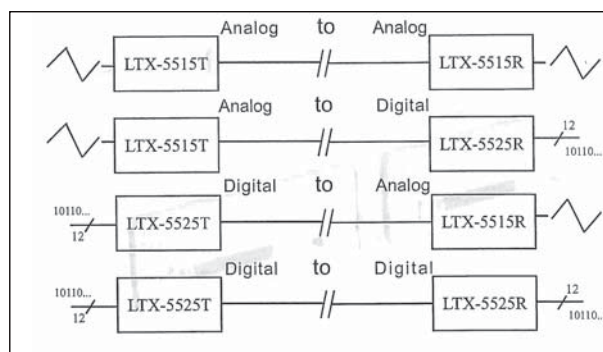 Analog to Analog
LTX-5515T LTX-5515R
Analog to Digital
LTX-5515T LTX-5525R 12 10110...
Digital to Analog
10110... 12 LTX-5525T LTX-5515R
Digital to Digital
10110... 12 LTX-5525T LTX-5525R 12 10110...